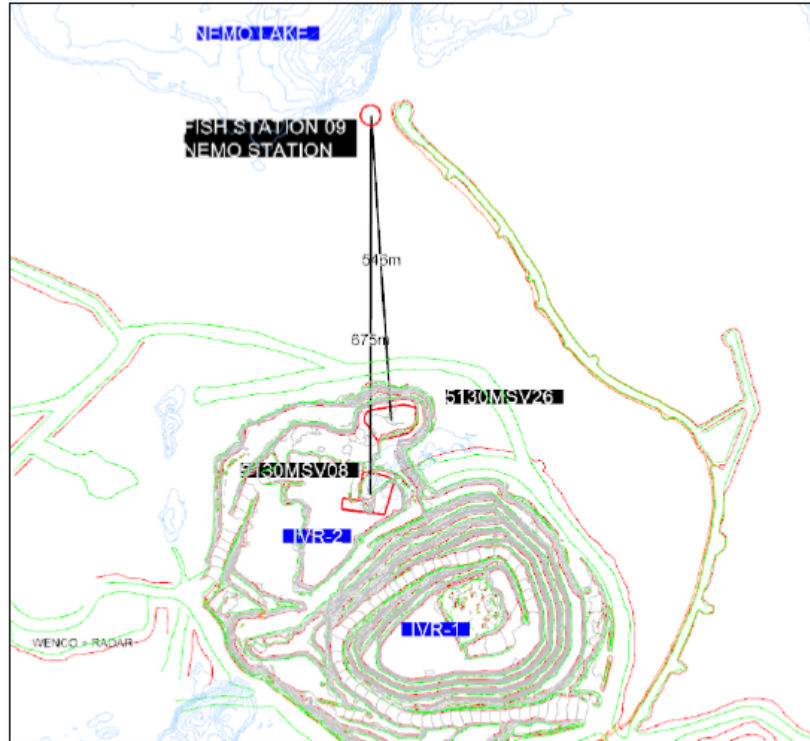 NEMO LAKE
FISH STATION 09
NEMO STATION
546m
675m
5130MSV26
5130MSV08
IVR-2
IVR-1
WENCO + RADAR